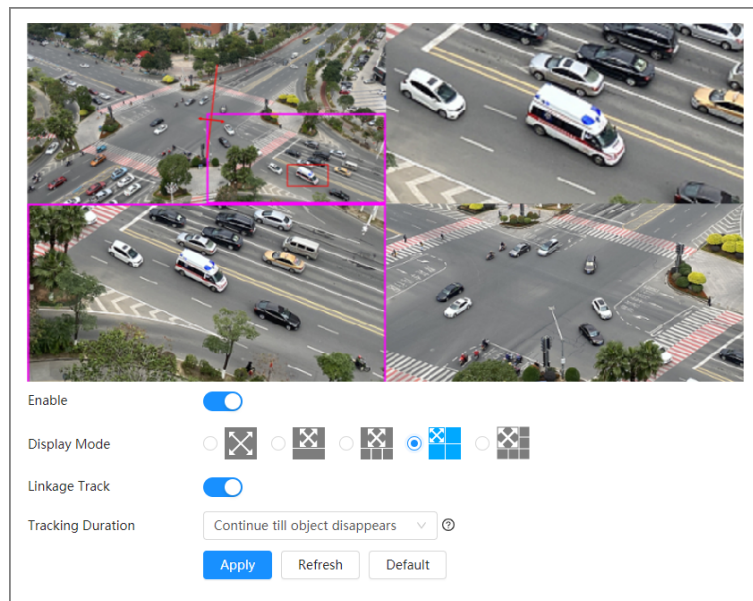 Enable
Display Mode
Linkage Track
Tracking Duration
Continue till object disappears
Apply
Refresh
Default